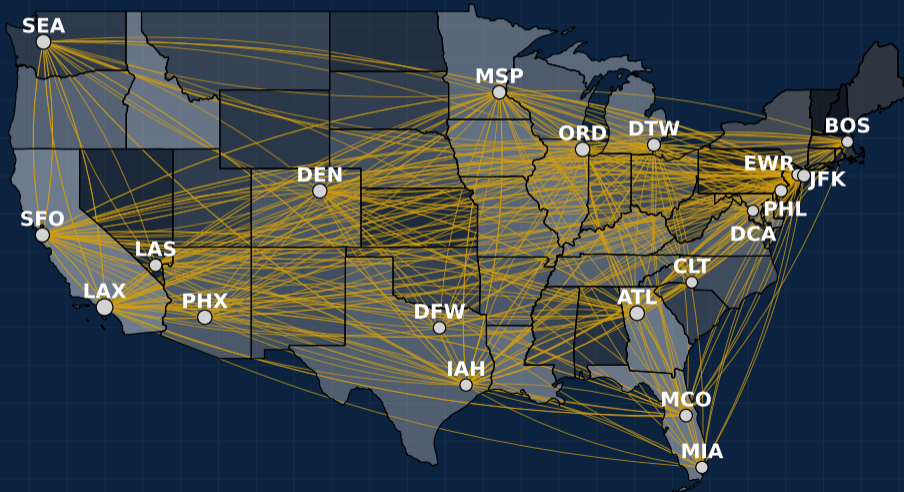 SEA
MSP
ORD
DTW
BOS
DEN
EWR
JFK
SFO
PHL
DCA
LAS
CLT
LAX
PHX
ATL
DFW
IAH
MCO
MIA